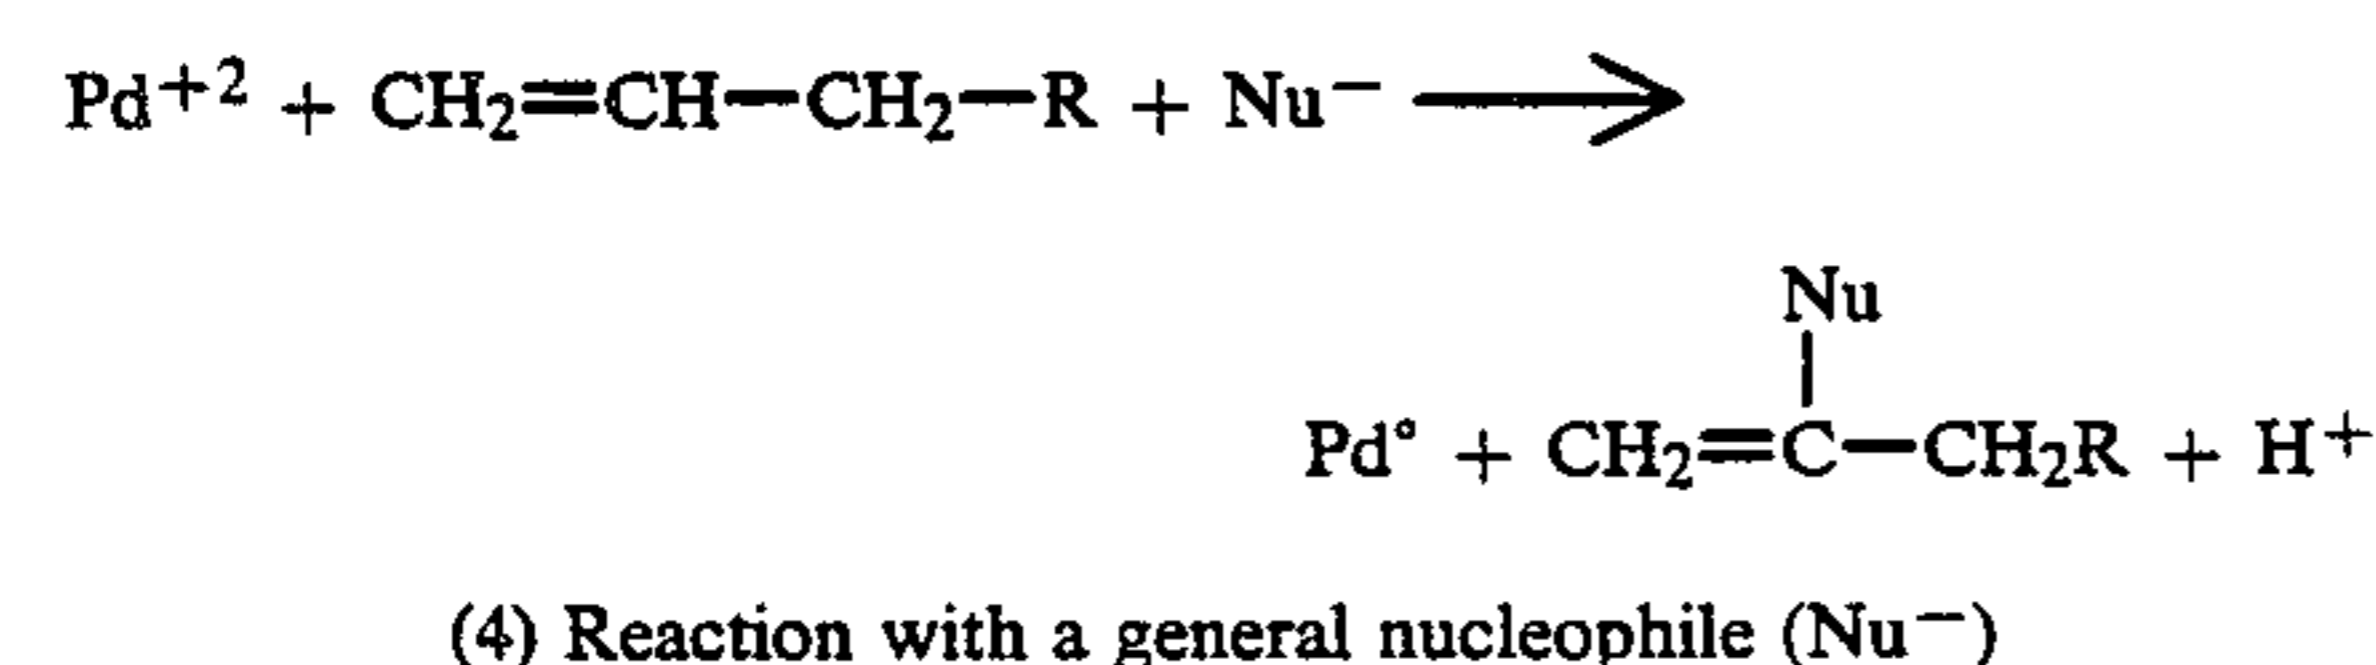 Pd⁺² + CH₂=CH—CH₂—R + Nu⁻ ⟶
Nu
|
Pd° + CH₂=C—CH₂R + H⁺
(4) Reaction with a general nucleophile (Nu⁻)